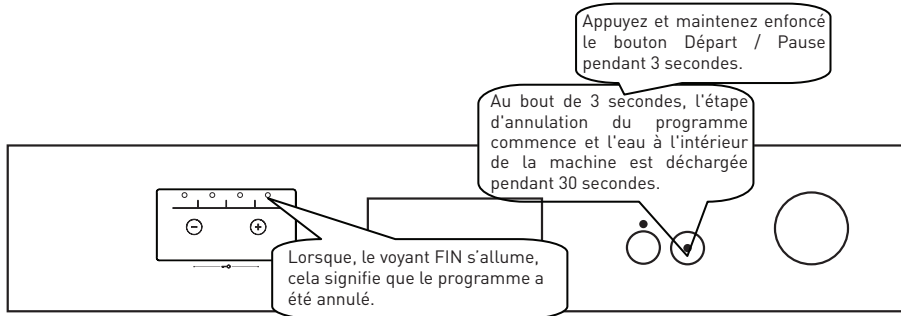 Appuyez et maintenez enfoncé
le bouton Départ / Pause
pendant 3 secondes.
Au bout de 3 secondes, l'étape
d'annulation du programme
commence et l'eau à l'intérieur
de la machine est déchargée
pendant 30 secondes.
Lorsque, le voyant FIN s’allume,
cela signifie que le programme a
été annulé.